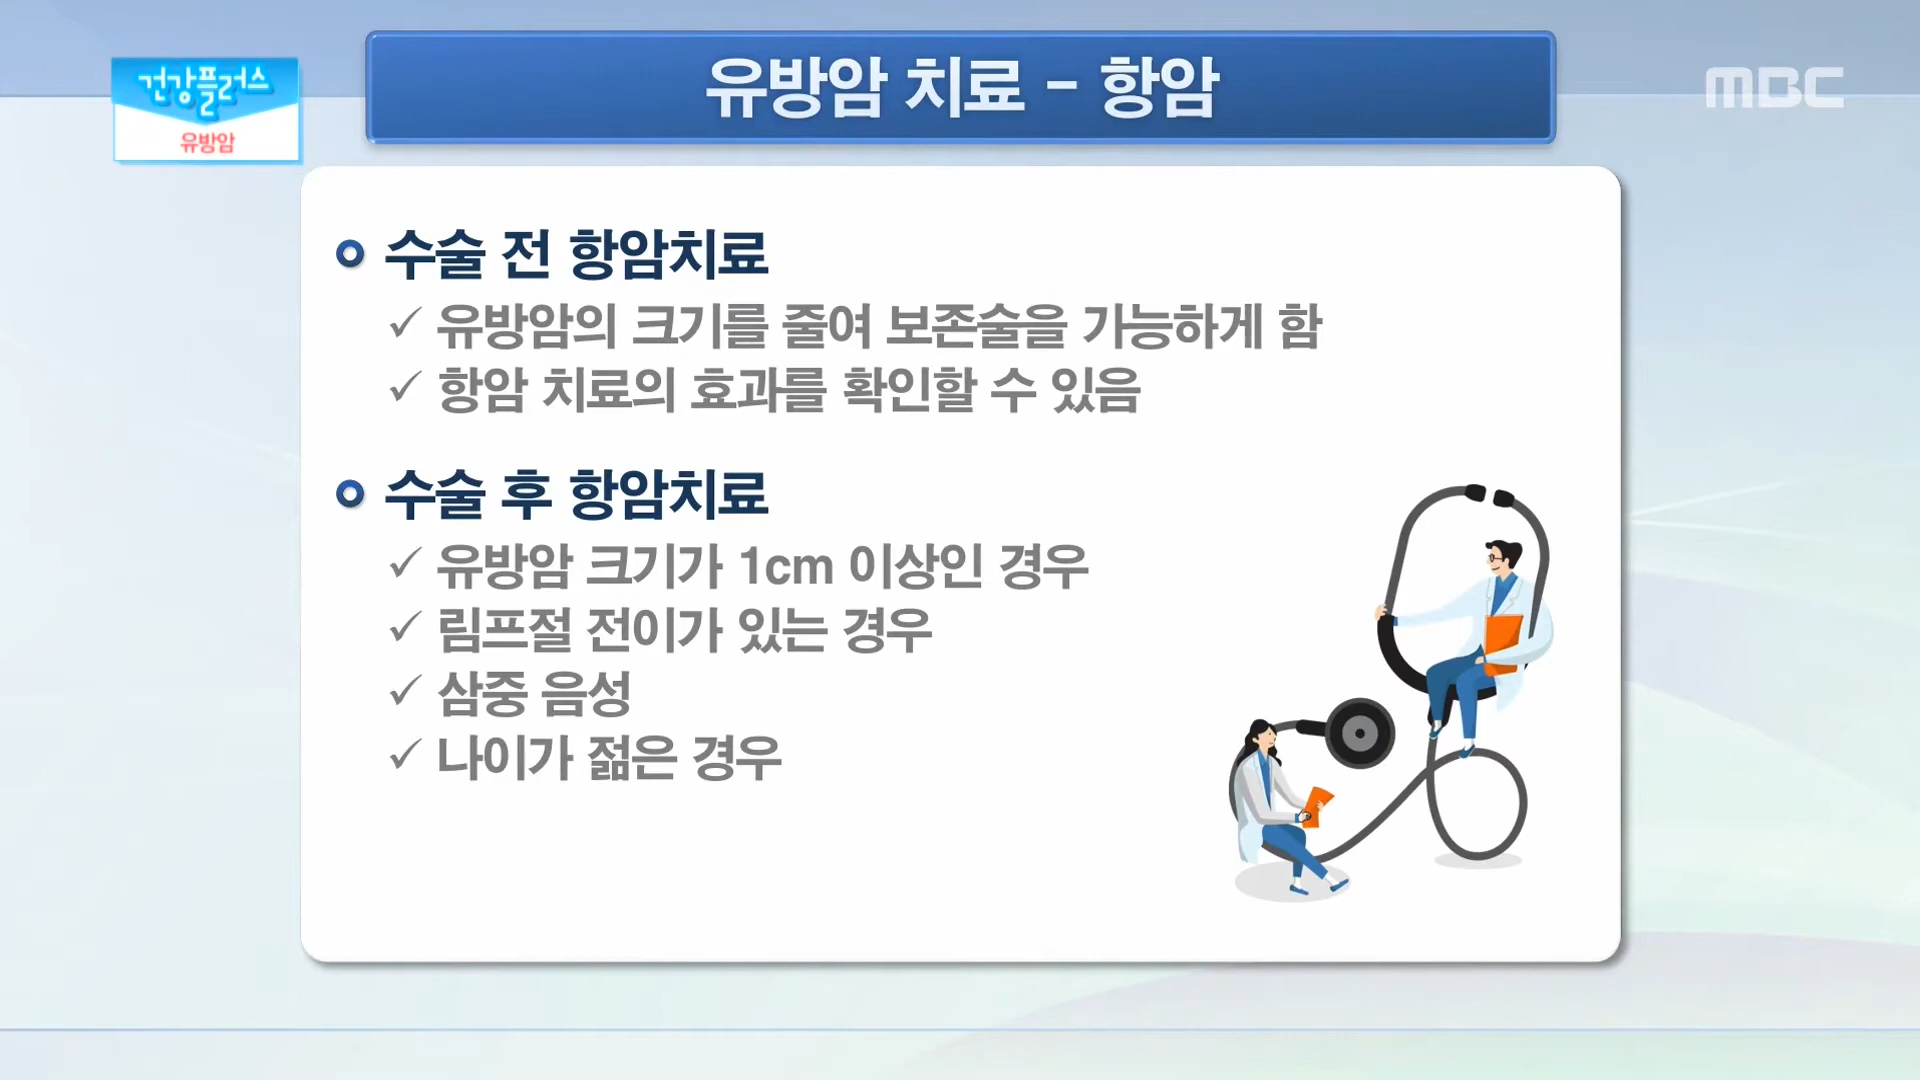 유방암 치료 - 항암
건강플러스
유방암
MBC
수술 전 항암치료
✓ 유방암의 크기를 줄여 보존술을 가능하게 함
✓ 항암 치료의 효과를 확인할 수 있음
수술 후 항암치료
✓ 유방암 크기가 1cm 이상인 경우
✓ 림프절 전이가 있는 경우
✓ 삼중 음성
✓ 나이가 젊은 경우